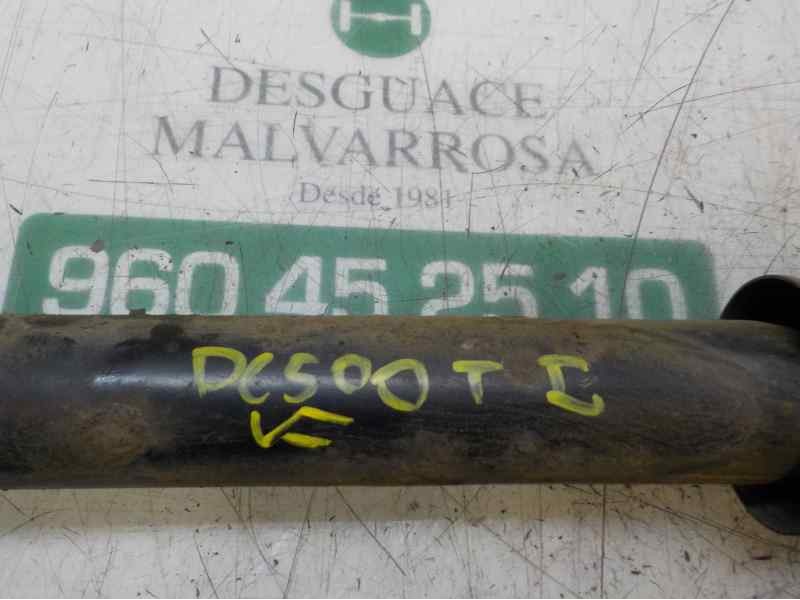 DESGUACE
MALVARROSA
Desde 1981
960 45 25 10
DC500T I